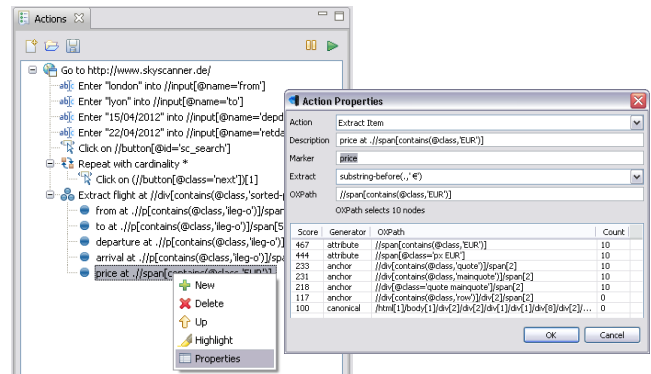 Actions
Go to http://www.skyscanner.de/
Enter "london" into //input[@name='from']
Enter "lyon" into //input[@name='to']
Enter "15/04/2012" into //input[@name='depd
Enter "22/04/2012" into //input[@name='retda
Click on //button[@id='sc_search']
Repeat with cardinality *
Click on (//button[@class='next'])[1]
Extract flight at //div[contains(@class,'sorted-
from at .//p[contains(@class,'ileg-o')]/span
to at .//p[contains(@class,'ileg-o')]/span[5
departure at .//p[contains(@class,'ileg-o')]
arrival at .//p[contains(@class,'ileg-o')]/span
price at .//span[contains(@class,'EUR')]
New
Delete
Up
Highlight
Properties
Action Properties
Action Extract Item
Description price at .//span[contains(@class,'EUR')]
Marker price
Extract substring-before(.,' €')
OXPath //span[contains(@class,'EUR')]
OXPath selects 10 nodes
Score Generator OXPath Count
467 attribute //span[contains(@class,'EUR')] 10
444 attribute //span[@class='px EUR'] 10
233 anchor //div[contains(@class,'quote')]/span[2] 10
231 anchor //div[contains(@class,'mainquote')]/span[2] 10
218 anchor //div[@class='quote mainquote']/span[2] 10
117 anchor //div[contains(@class,'row')]/div[2]/span[2] 0
100 canonical /html[1]/body[1]/div[2]/div[2]/div[1]/div[1]/div[8]/div[2]/... 0
OK Cancel